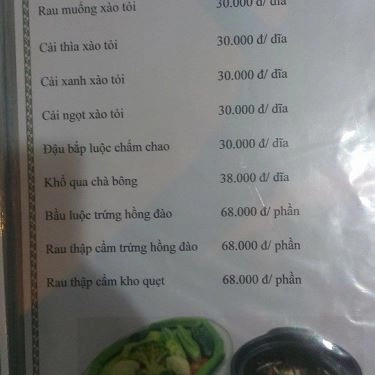 Rau muống xào tỏi 30.000 đ/ dĩa
Cải thìa xào tỏi 30.000 đ/ dĩa
Cải xanh xào tỏi 30.000 đ/ dĩa
Cải ngọt xào tỏi 30.000 đ/ dĩa
Đậu bắp luộc chấm chao 30.000 đ/ dĩa
Khổ qua chà bông 38.000 đ/ dĩa
Bầu luộc trứng hồng đào 68.000 đ/ phần
Rau thập cẩm trứng hồng đào 68.000 đ/ phần
Rau thập cẩm kho quẹt 68.000 đ/ phần